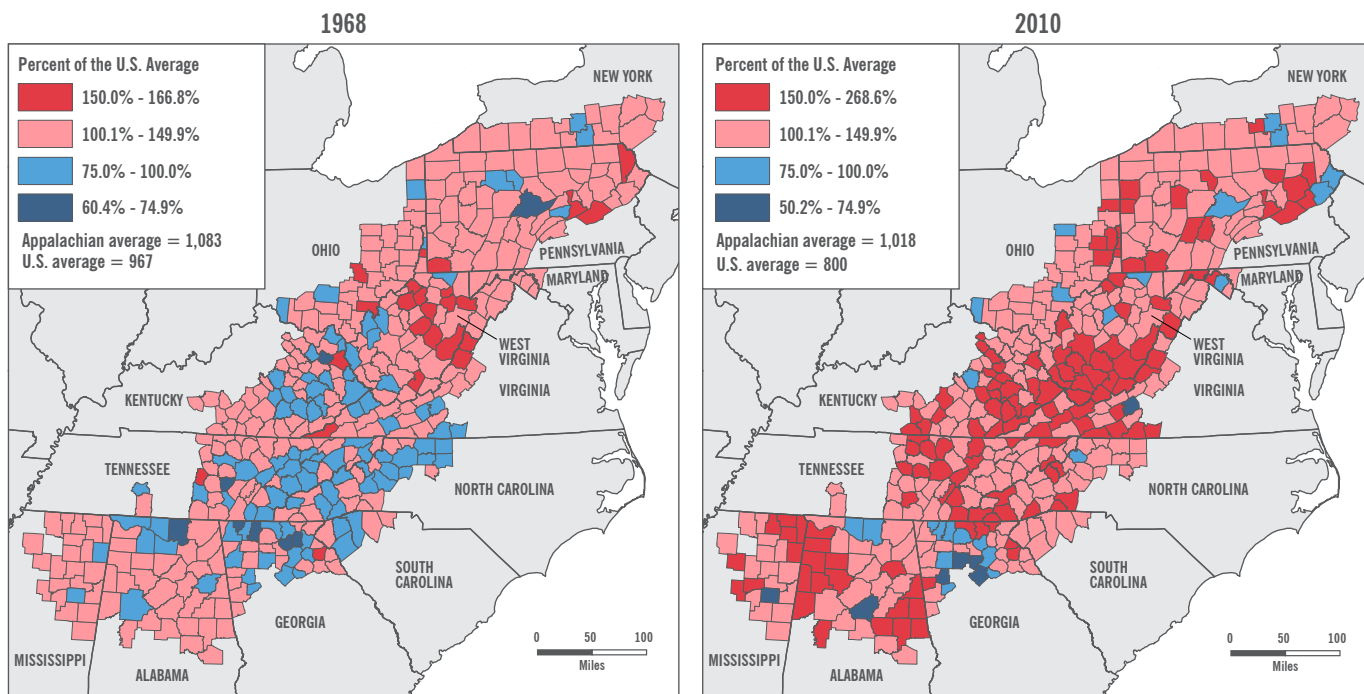 1968
Percent of the U.S. Average
150.0% - 166.8%
100.1% - 149.9%
75.0% - 100.0%
60.4% - 74.9%
Appalachian average = 1,083
U.S. average = 967
NEW YORK
OHIO
PENNSYLVANIA
MARYLAND
WEST
VIRGINIA
VIRGINIA
KENTUCKY
TENNESSEE
NORTH CAROLINA
SOUTH
CAROLINA
GEORGIA
MISSISSIPPI
ALABAMA
0 50 100
Miles
2010
Percent of the U.S. Average
150.0% - 268.6%
100.1% - 149.9%
75.0% - 100.0%
50.2% - 74.9%
Appalachian average = 1,018
U.S. average = 800
NEW YORK
OHIO
PENNSYLVANIA
MARYLAND
WEST
VIRGINIA
VIRGINIA
KENTUCKY
TENNESSEE
NORTH CAROLINA
SOUTH
CAROLINA
GEORGIA
MISSISSIPPI
ALABAMA
0 50 100
Miles